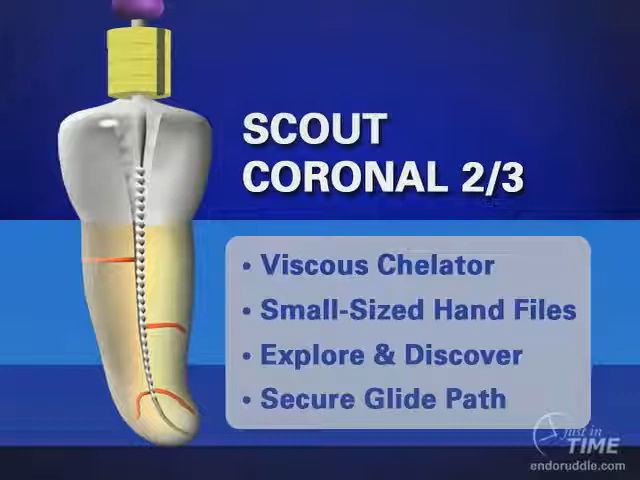 SCOUT
CORONAL 2/3
• Viscous Chelator
• Small-Sized Hand Files
• Explore & Discover
• Secure Glide Path
just in
TIME
endoruddle.com